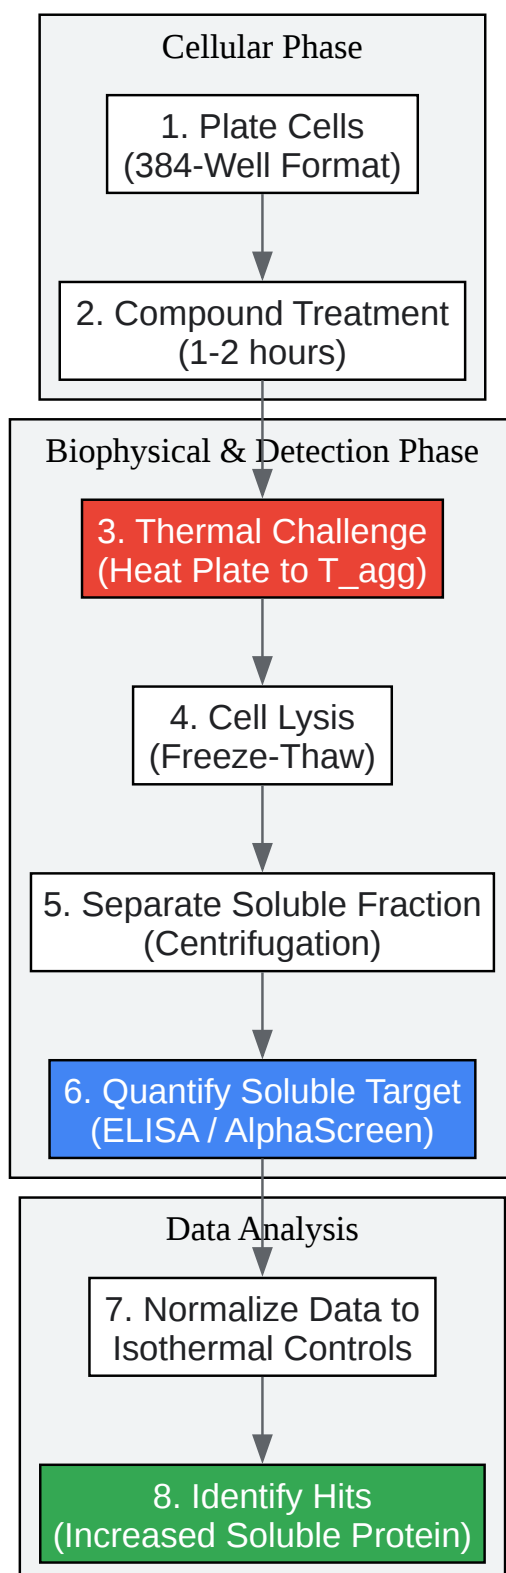 Cellular Phase
1. Plate Cells
(384-Well Format)
2. Compound Treatment
(1-2 hours)
Biophysical & Detection Phase
3. Thermal Challenge
(Heat Plate to T_agg)
4. Cell Lysis
(Freeze-Thaw)
5. Separate Soluble Fraction
(Centrifugation)
6. Quantify Soluble Target
(ELISA / AlphaScreen)
Data Analysis
7. Normalize Data to
Isothermal Controls
8. Identify Hits
(Increased Soluble Protein)